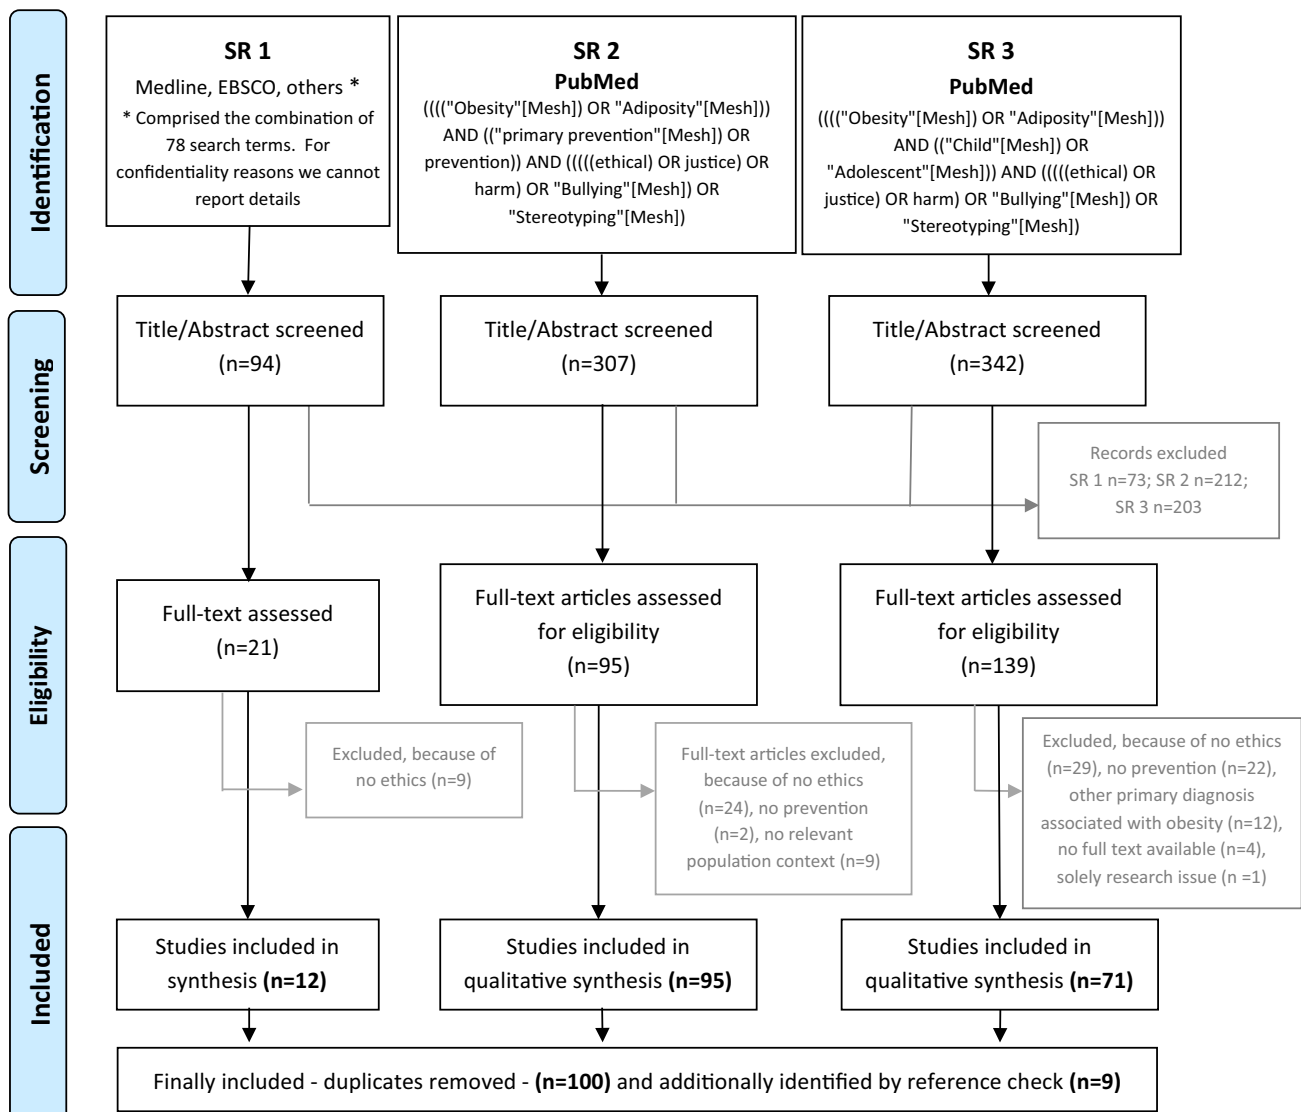 Identification
SR 1
Medline, EBSCO, others *
* Comprised the combination of
78 search terms. For
confidentiality reasons we cannot
report details
SR 2
PubMed
(((("Obesity"[Mesh]) OR "Adiposity"[Mesh]))
AND (("primary prevention"[Mesh]) OR
prevention)) AND (((((ethical) OR justice) OR
harm) OR "Bullying"[Mesh]) OR
"Stereotyping"[Mesh])
SR 3
PubMed
(((("Obesity"[Mesh]) OR "Adiposity"[Mesh]))
AND (("Child"[Mesh]) OR
"Adolescent"[Mesh])) AND (((((ethical) OR
justice) OR harm) OR "Bullying"[Mesh]) OR
"Stereotyping"[Mesh])
Screening
Title/Abstract screened
(n=94)
Title/Abstract screened
(n=307)
Title/Abstract screened
(n=342)
Records excluded
SR 1 n=73; SR 2 n=212;
SR 3 n=203
Eligibility
Full-text assessed
(n=21)
Full-text articles assessed
for eligibility
(n=95)
Full-text articles assessed
for eligibility
(n=139)
Excluded, because of
no ethics (n=9)
Full-text articles excluded,
because of no ethics
(n=24), no prevention
(n=2), no relevant
population context (n=9)
Excluded, because of no ethics
(n=29), no prevention (n=22),
other primary diagnosis
associated with obesity (n=12),
no full text available (n=4),
solely research issue (n =1)
Included
Studies included in
synthesis (n=12)
Studies included in
qualitative synthesis (n=95)
Studies included in
qualitative synthesis (n=71)
Finally included - duplicates removed - (n=100) and additionally identified by reference check (n=9)